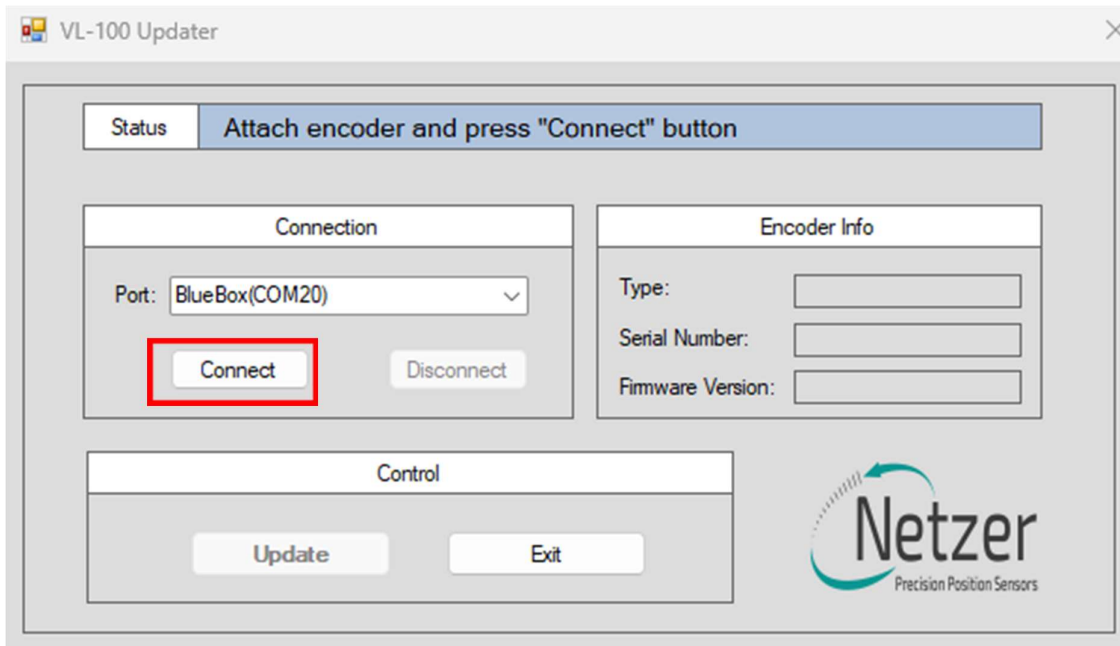 VL-100 Updater
Status
Attach encoder and press "Connect" button
Connection
Port:
BlueBox(COM20)
Connect
Disconnect
Encoder Info
Type:
Serial Number:
Firmware Version:
Control
Update
Exit
Netzer
Precision Position Sensors